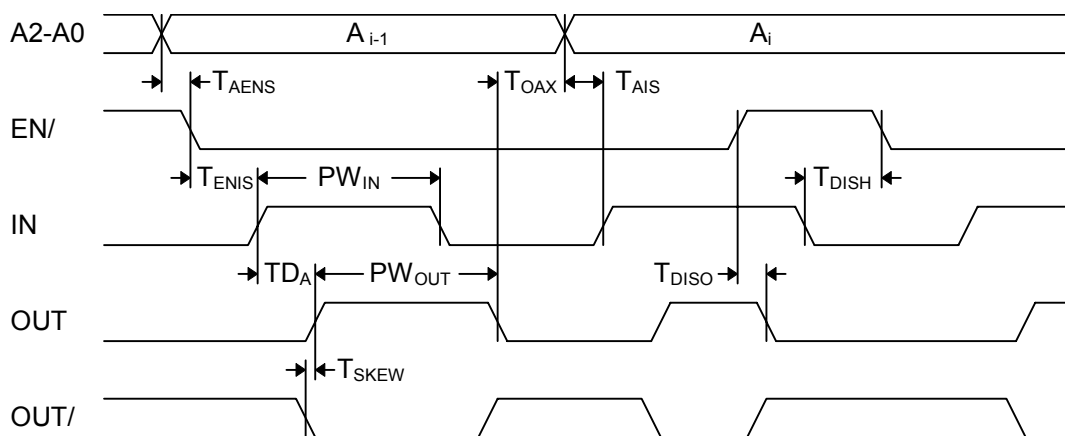 A2-A0 A i-1 Ai
TAENS TOAX TAIS
EN/
TENIS PWIN TDISH
IN
TDA PWOUT TDISO
OUT
TSKEW
OUT/